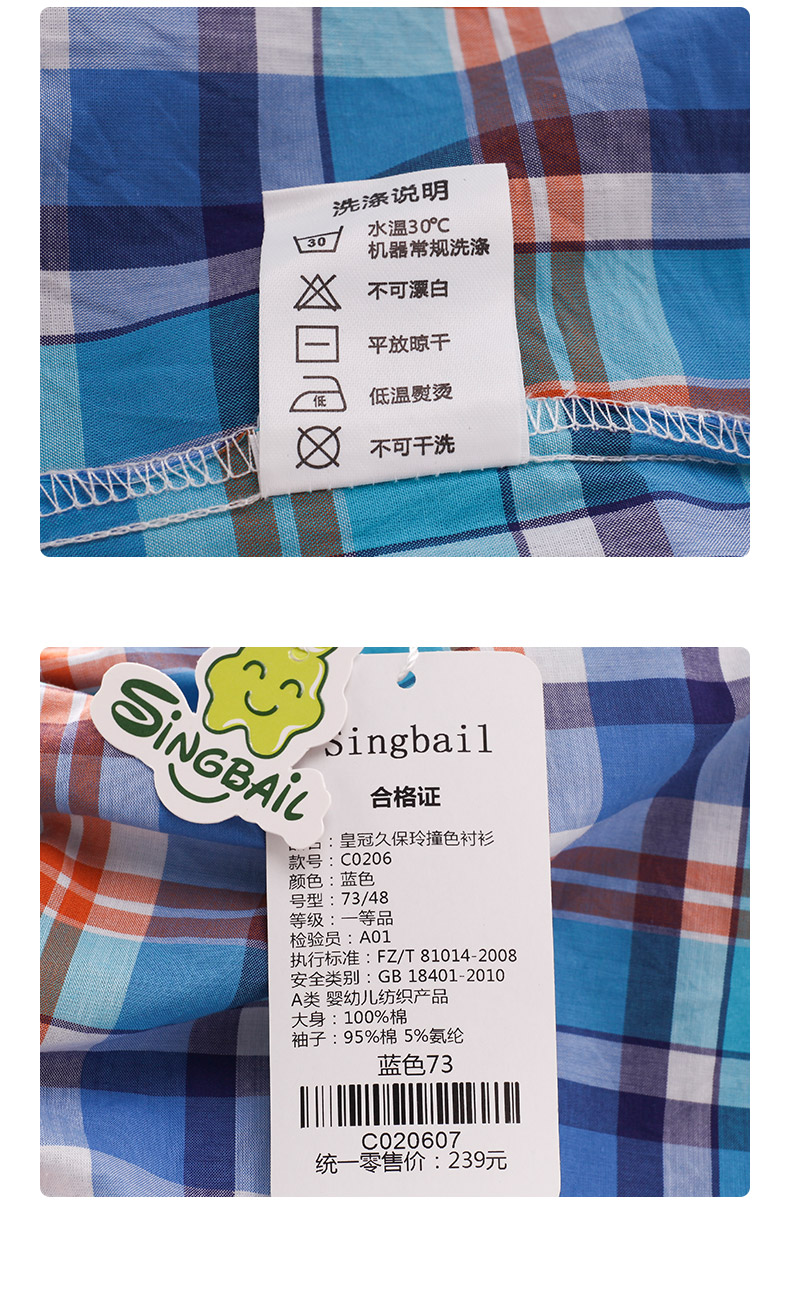 洗涤说明
30
水温30℃
机器常规洗涤
不可漂白
平放晾干
低
低温熨烫
不可干洗
SINGBAIL
Singbail
合格证
：皇冠久保玲撞色衬衫
款号：C0206
颜色：蓝色
号型：73/48
等级：一等品
检验员：A01
执行标准：FZ/T 81014-2008
安全类别：GB 18401-2010
A类 婴幼儿纺织产品
大身：100%棉
袖子：95%棉 5%氨纶
蓝色73
C020607
统一零售价：239元